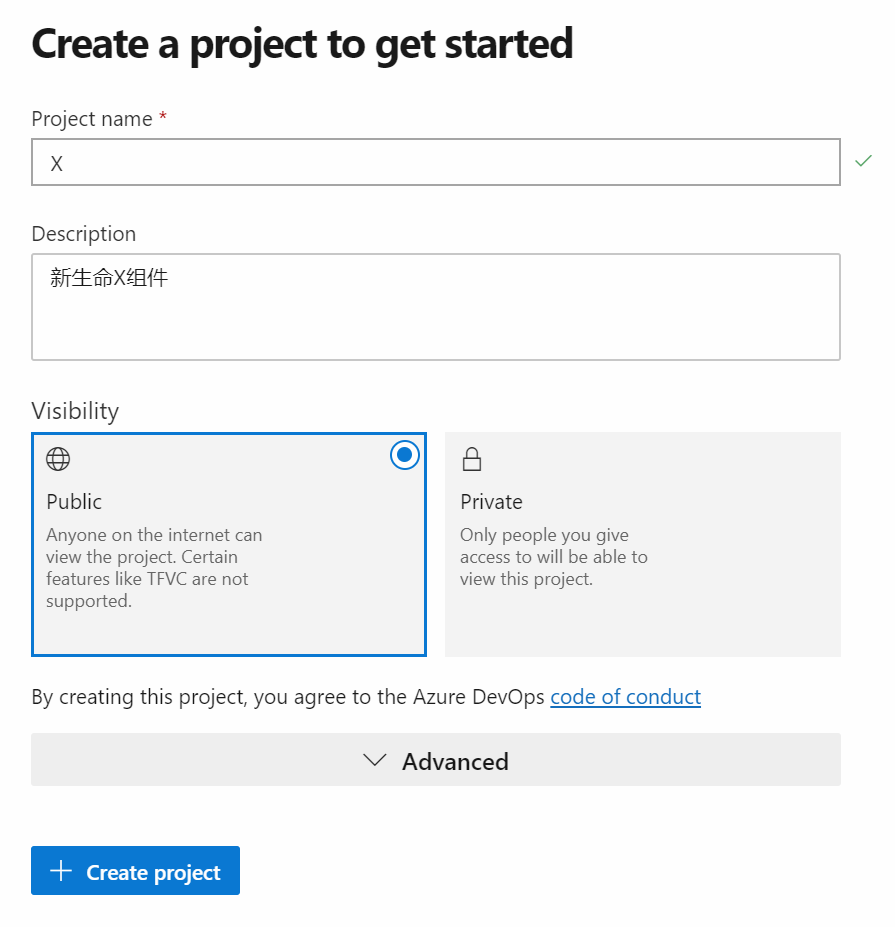 Create a project to get started
Project name *
X
Description
新生命X组件
Visibility
Public
Anyone on the internet can
view the project. Certain
features like TFVC are not
supported.
Private
Only people you give
access to will be able to
view this project.
By creating this project, you agree to the Azure DevOps code of conduct
Advanced
Create project